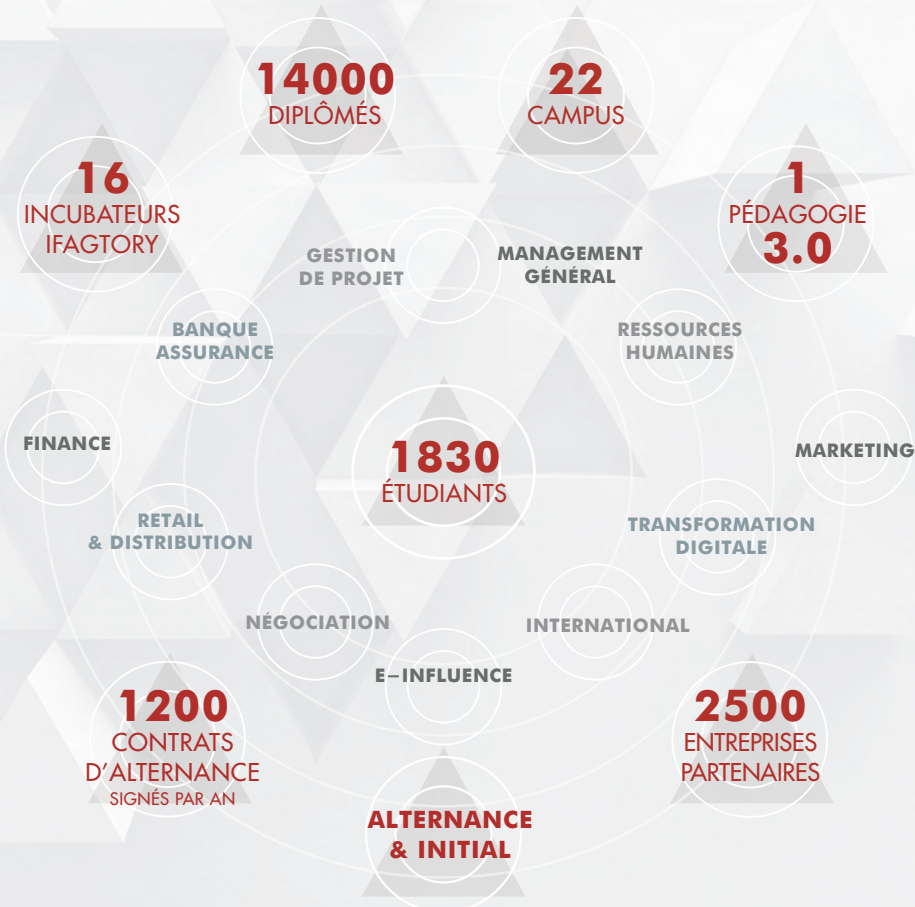 14000
DIPLÔMÉS
22
CAMPUS
16
INCUBATEURS
IFAGTORY
1
PÉDAGOGIE
3.0
GESTION
DE PROJET
MANAGEMENT
GÉNÉRAL
BANQUE
ASSURANCE
RESSOURCES
HUMAINES
FINANCE
1830
ÉTUDIANTS
MARKETING
RETAIL
& DISTRIBUTION
TRANSFORMATION
DIGITALE
NÉGOCIATION
INTERNATIONAL
E–INFLUENCE
1200
CONTRATS
D’ALTERNANCE
SIGNÉS PAR AN
2500
ENTREPRISES
PARTENAIRES
ALTERNANCE
& INITIAL